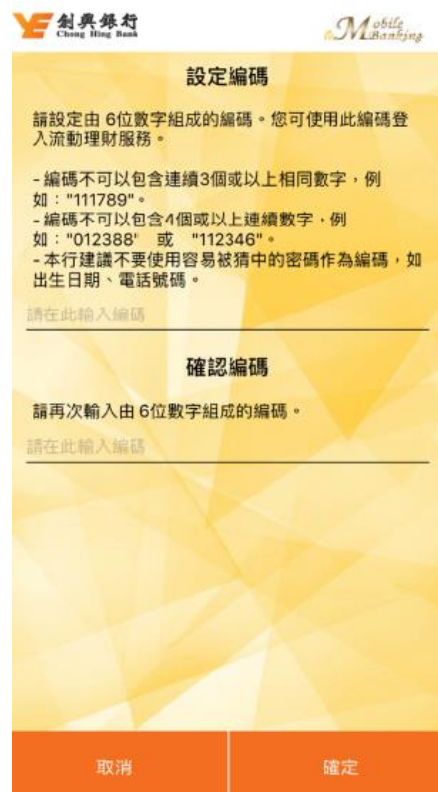 創興銀行
Chong Hing Bank
Mobile
Banking
設定編碼
請設定由 6位數字組成的編碼。您可使用此編碼登
入流動理財服務。
- 編碼不可以包含連續3個或以上相同數字，例
如："111789"。
- 編碼不可以包含4個或以上連續數字，例
如："012388" 或 "112346"。
- 本行建議不要使用容易被猜中的密碼作為編碼，如
出生日期、電話號碼。
請在此輸入編碼
確認編碼
請再次輸入由 6位數字組成的編碼。
請在此輸入編碼
取消
確定